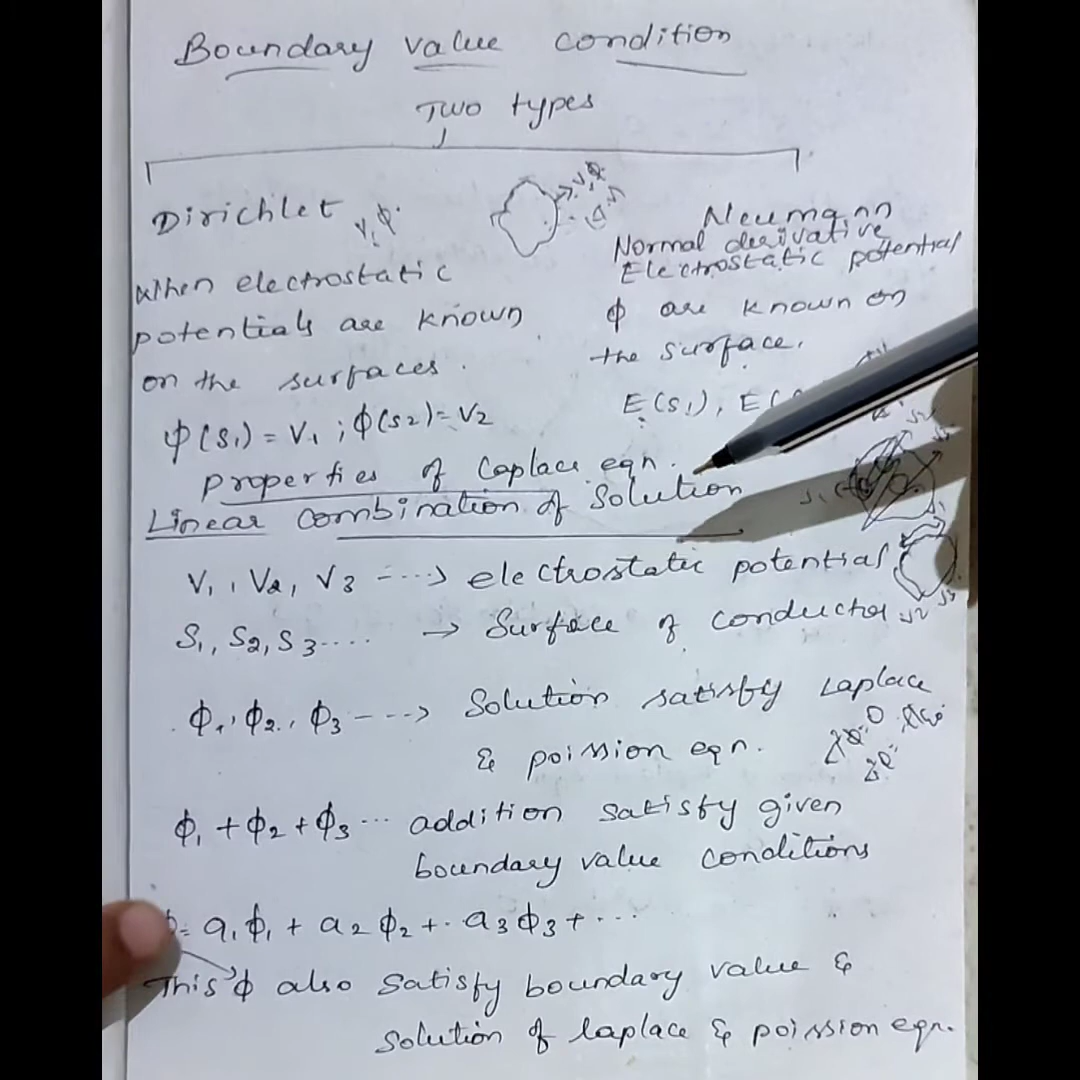 Boundary value condition
Two types
Dirichlet V, ϕ.
When electrostatic
potentials are known
on the surfaces.
ϕ(S1) = V1 ; ϕ(S2) = V2
Neumann
Normal derivative
Electrostatic potential
ϕ are known on
the surface.
E(S1), E(
properties of Laplace eqn.
Linear combination of Solution
V1, V2, V3 ---→ electrostatic potential
S1, S2, S3.... → Surface of conductor
S2 S3
ϕ1, ϕ2, ϕ3 ---→ Solution satisfy Laplace
& poission eqn.
ϕ1 + ϕ2 + ϕ3 ... addition satisfy given
boundary value conditions
= a1ϕ1 + a2ϕ2 + a3ϕ3 + ...
This ϕ also satisfy boundary value &
solution of laplace & poission eqn.